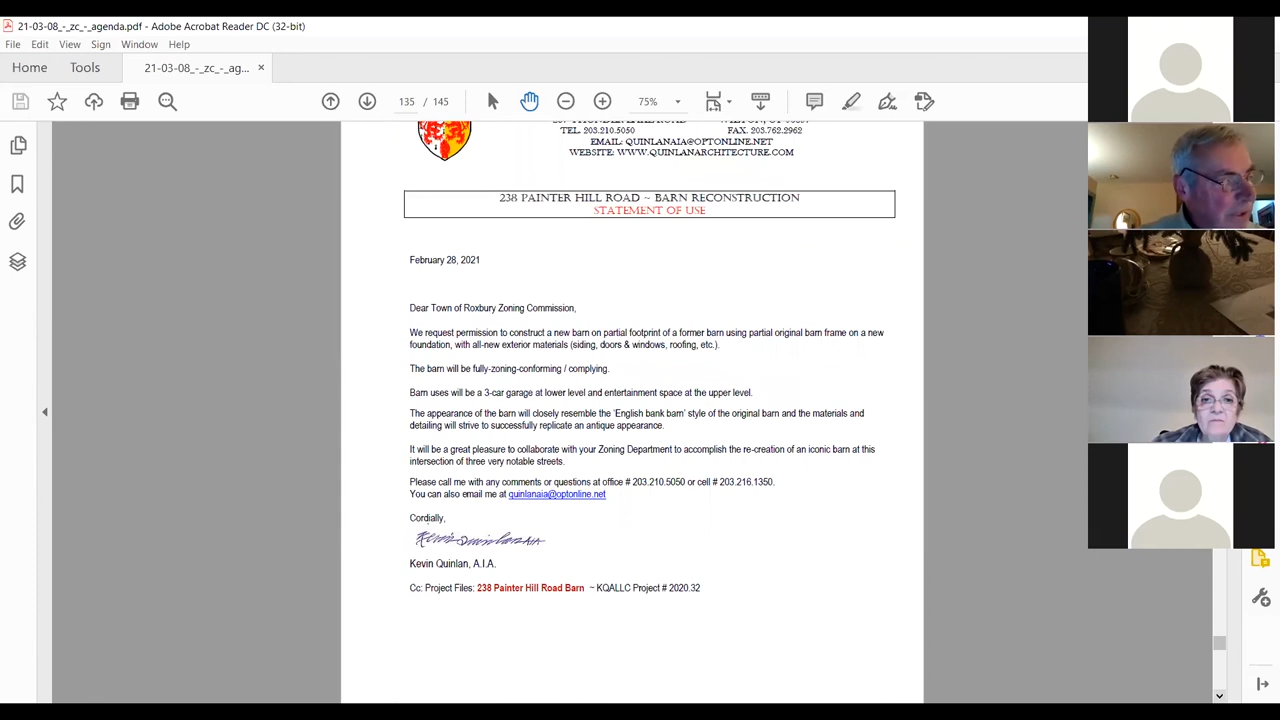 21-03-08_-_zc_-_agenda.pdf - Adobe Acrobat Reader DC (32-bit)
File Edit View Sign Window Help
Home Tools 21-03-08_-_zc_-_ag... ×
135 / 145 75%
TEL. 203.210.5050 FAX. 203.762.2962
EMAIL: QUINLANAIA@OPTONLINE.NET
WEBSITE: WWW.QUINLANARCHITECTURE.COM
238 PAINTER HILL ROAD ~ BARN RECONSTRUCTION
STATEMENT OF USE
February 28, 2021
Dear Town of Roxbury Zoning Commission,
We request permission to construct a new barn on partial footprint of a former barn using partial original barn frame on a new
foundation, with all-new exterior materials (siding, doors & windows, roofing, etc.).
The barn will be fully-zoning-conforming / complying.
Barn uses will be a 3-car garage at lower level and entertainment space at the upper level.
The appearance of the barn will closely resemble the 'English bank barn' style of the original barn and the materials and
detailing will strive to successfully replicate an antique appearance.
It will be a great pleasure to collaborate with your Zoning Department to accomplish the re-creation of an iconic barn at this
intersection of three very notable streets.
Please call me with any comments or questions at office # 203.210.5050 or cell # 203.216.1350.
You can also email me at quinlanaia@optonline.net
Cordially,
Kevin Quinlan AIA
Kevin Quinlan, A.I.A.
Cc: Project Files: 238 Painter Hill Road Barn ~ KQALLC Project # 2020.32